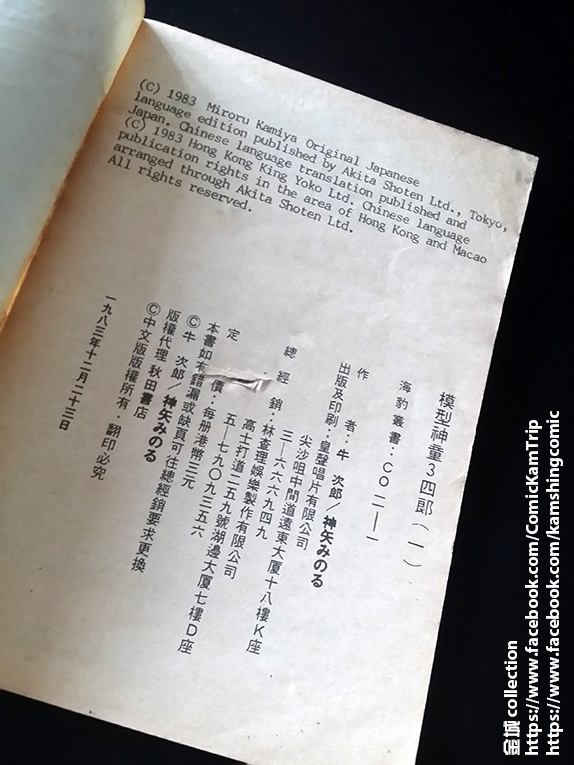 (C) 1983 Miroru Kamiya Original Japanese
language edition published by Akita Shoten Ltd., Tokyo,
Japan. Chinese language translation published and
(C) 1983 Hong Kong King Yoko Ltd. Chinese language
publication rights in the area of Hong Kong and Macao
arranged through Akita Shoten Ltd.
All rights reserved.
模型神童3四郎(一)
海豹叢書:CO二—一
作 者:牛 次郎/神矢みのる
出版及印刷:皇聲唱片有限公司
尖沙咀中間道遠東大厦十八樓K座
三—六六六九四九
總經銷:林查理娛樂製作有限公司
高士打道二五九號湖邊大厦七樓D座
五—七九〇九三五六
定 價:每册港幣三元
本書如有錯漏或缺頁可往總經銷要求更換
©牛 次郎/神矢みのる
版權代理 秋田書店
©中文版版權所有·翻印必究
一九八三年十二月二十三日
金城 collection
https://www.facebook.com/ComicKamTrip
https://www.facebook.com/kamshingcomic